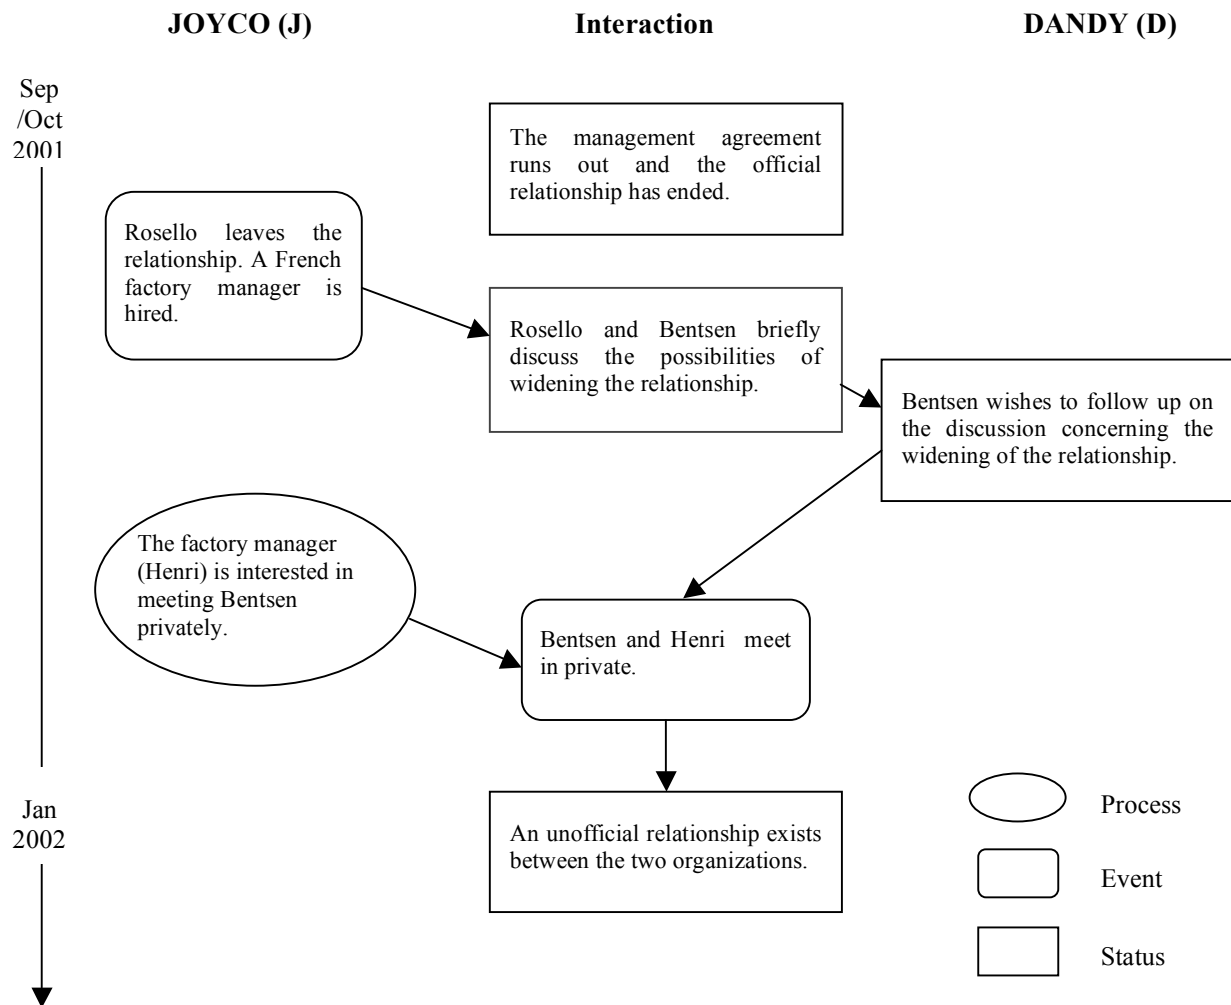 JOYCO (J)
Interaction
DANDY (D)
Sep
/Oct
2001
The management agreement
runs out and the official
relationship has ended.
Rosello leaves the
relationship. A French
factory manager is
hired.
Rosello and Bentsen briefly
discuss the possibilities of
widening the relationship.
Bentsen wishes to follow up on
the discussion concerning the
widening of the relationship.
The factory manager
(Henri) is interested in
meeting Bentsen
privately.
Bentsen and Henri meet
in private.
Jan
2002
An unofficial relationship exists
between the two organizations.
Process
Event
Status